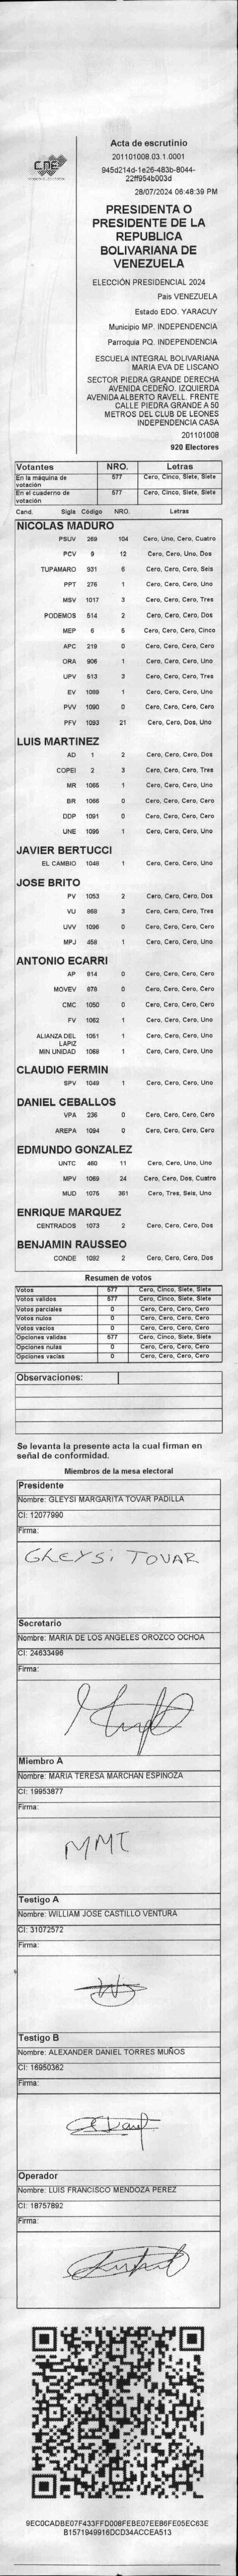 CNE
Acta de escrutinio
201101008.03.1.0001
945d214d-1e26-483b-8044-
22ff954b003d
28/07/2024 06:48:39 PM
PRESIDENTA O
PRESIDENTE DE LA
REPUBLICA
BOLIVARIANA DE
VENEZUELA
ELECCIÓN PRESIDENCIAL 2024
Pais VENEZUELA
Estado EDO. YARACUY
Municipio MP. INDEPENDENCIA
Parroquia PQ. INDEPENDENCIA
ESCUELA INTEGRAL BOLIVARIANA
MARIA EVA DE LISCANO
SECTOR PIEDRA GRANDE DERECHA
AVENIDA CEDEÑO. IZQUIERDA
AVENIDA ALBERTO RAVELL. FRENTE
CALLE PIEDRA GRANDE A 50
METROS DEL CLUB DE LEONES
INDEPENDENCIA CASA
201101008
920 Electores
Votantes NRO. Letras
En la máquina de votación 577 Cero, Cinco, Siete, Siete
En el cuaderno de votación 577 Cero, Cinco, Siete, Siete
Cand. Sigla Código NRO. Letras
NICOLAS MADURO
PSUV 269 104 Cero, Uno, Cero, Cuatro
PCV 9 12 Cero, Cero, Uno, Dos
TUPAMARO 931 6 Cero, Cero, Cero, Seis
PPT 276 1 Cero, Cero, Cero, Uno
MSV 1017 3 Cero, Cero, Cero, Tres
PODEMOS 514 2 Cero, Cero, Cero, Dos
MEP 6 5 Cero, Cero, Cero, Cinco
APC 219 0 Cero, Cero, Cero, Cero
ORA 906 1 Cero, Cero, Cero, Uno
UPV 513 3 Cero, Cero, Cero, Tres
EV 1089 1 Cero, Cero, Cero, Uno
PVV 1090 0 Cero, Cero, Cero, Cero
PFV 1093 21 Cero, Cero, Dos, Uno
LUIS MARTINEZ
AD 1 2 Cero, Cero, Cero, Dos
COPEI 2 3 Cero, Cero, Cero, Tres
MR 1065 1 Cero, Cero, Cero, Uno
BR 1066 0 Cero, Cero, Cero, Cero
DDP 1091 0 Cero, Cero, Cero, Cero
UNE 1095 1 Cero, Cero, Cero, Uno
JAVIER BERTUCCI
EL CAMBIO 1048 1 Cero, Cero, Cero, Uno
JOSE BRITO
PV 1053 2 Cero, Cero, Cero, Dos
VU 868 3 Cero, Cero, Cero, Tres
UVV 1096 0 Cero, Cero, Cero, Cero
MPJ 458 1 Cero, Cero, Cero, Uno
ANTONIO ECARRI
AP 914 0 Cero, Cero, Cero, Cero
MOVEV 879 0 Cero, Cero, Cero, Cero
CMC 1050 0 Cero, Cero, Cero, Cero
FV 1062 1 Cero, Cero, Cero, Uno
ALIANZA DEL LAPIZ 1051 1 Cero, Cero, Cero, Uno
MIN UNIDAD 1068 1 Cero, Cero, Cero, Uno
CLAUDIO FERMIN
SPV 1049 1 Cero, Cero, Cero, Uno
DANIEL CEBALLOS
VPA 236 0 Cero, Cero, Cero, Cero
AREPA 1094 0 Cero, Cero, Cero, Cero
EDMUNDO GONZALEZ
UNTC 460 11 Cero, Cero, Uno, Uno
MPV 1069 24 Cero, Cero, Dos, Cuatro
MUD 1075 361 Cero, Tres, Seis, Uno
ENRIQUE MARQUEZ
CENTRADOS 1073 2 Cero, Cero, Cero, Dos
BENJAMIN RAUSSEO
CONDE 1092 2 Cero, Cero, Cero, Dos
Resumen de votos
Votos 577 Cero, Cinco, Siete, Siete
Votos validos 577 Cero, Cinco, Siete, Siete
Votos parciales 0 Cero, Cero, Cero, Cero
Votos nulos 0 Cero, Cero, Cero, Cero
Votos vacios 0 Cero, Cero, Cero, Cero
Opciones validas 577 Cero, Cinco, Siete, Siete
Opciones nulas 0 Cero, Cero, Cero, Cero
Opciones vacias 0 Cero, Cero, Cero, Cero
Observaciones:
Se levanta la presente acta la cual firman en
señal de conformidad.
Miembros de la mesa electoral
Presidente
Nombre: GLEYSI MARGARITA TOVAR PADILLA
CI: 12077990
Firma:
GLEYSi TOVAR
Secretario
Nombre: MARIA DE LOS ANGELES OROZCO OCHOA
CI: 24633496
Firma:
Miembro A
Nombre: MARIA TERESA MARCHAN ESPINOZA
CI: 19953877
Firma:
MMT
Testigo A
Nombre: WILLIAM JOSE CASTILLO VENTURA
CI: 31072572
Firma:
Testigo B
Nombre: ALEXANDER DANIEL TORRES MUÑOS
CI: 16950362
Firma:
Operador
Nombre: LUIS FRANCISCO MENDOZA PEREZ
CI: 18757892
Firma:
9EC0CADBE07F433FFD008FEBE07EE86FE05EC63E
B1571949916DCD34ACCEA513